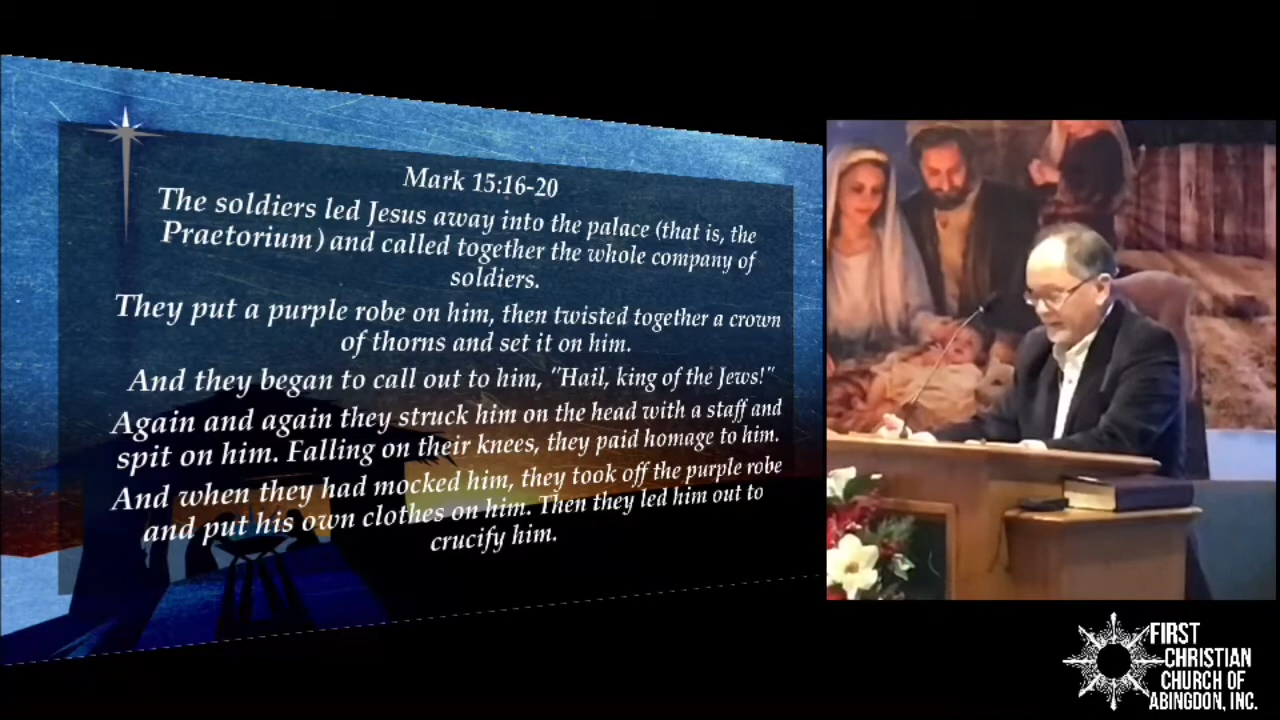 Mark 15:16-20
The soldiers led Jesus away into the palace (that is, the
Praetorium) and called together the whole company of
soldiers.
They put a purple robe on him, then twisted together a crown
of thorns and set it on him.
And they began to call out to him, "Hail, king of the Jews!"
Again and again they struck him on the head with a staff and
spit on him. Falling on their knees, they paid homage to him.
And when they had mocked him, they took off the purple robe
and put his own clothes on him. Then they led him out to
crucify him.
FIRST
CHRISTIAN
CHURCH OF
ABINGDON, INC.